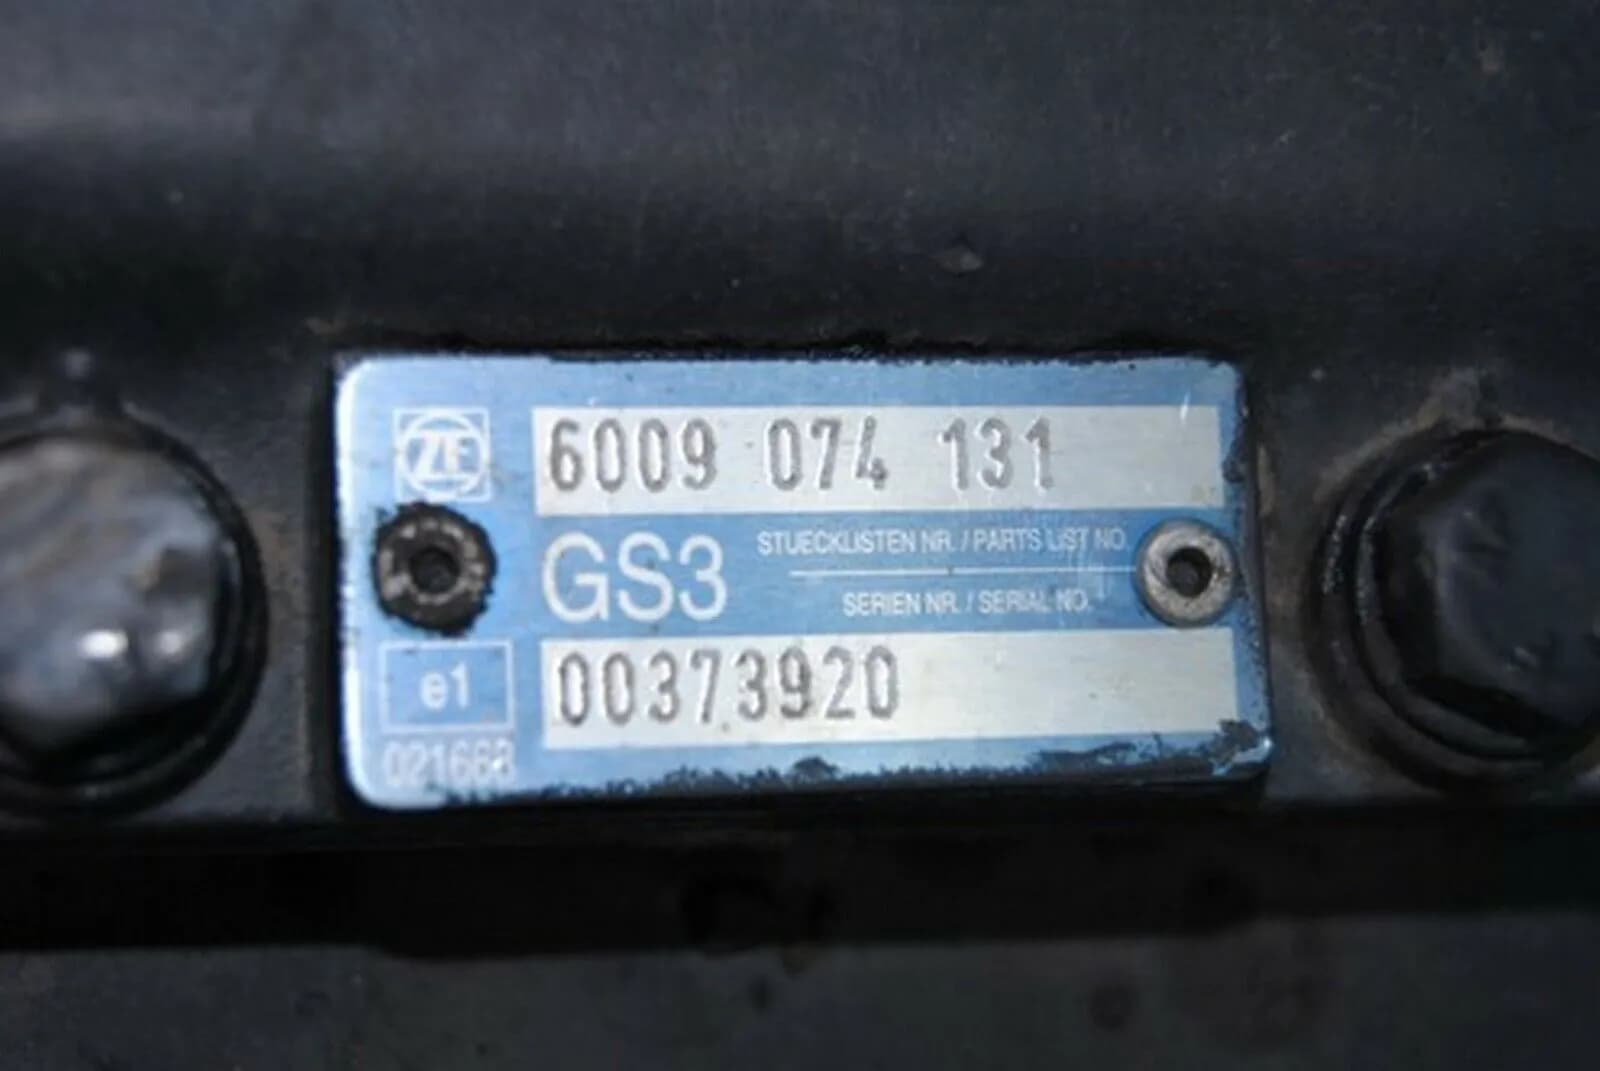 ZF
6009 074 131
GS3
STUECKLISTEN NR. / PARTS LIST NO.
SERIEN NR. / SERIAL NO.
e1
00373920
021668